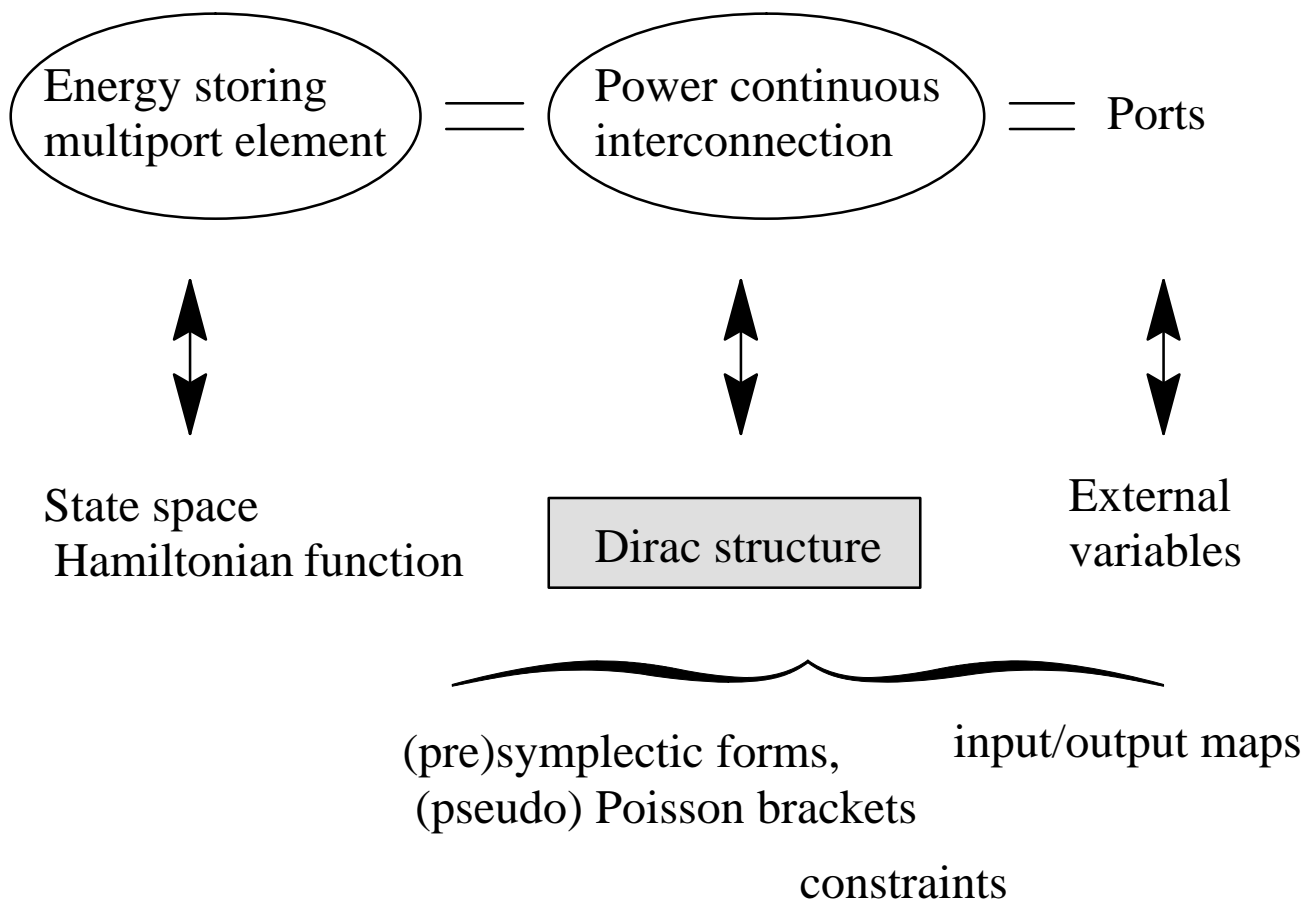 Energy storing
multiport element
Power continuous
interconnection
Ports
State space
Hamiltonian function
Dirac structure
External
variables
(pre)symplectic forms,
(pseudo) Poisson brackets
input/output maps
constraints